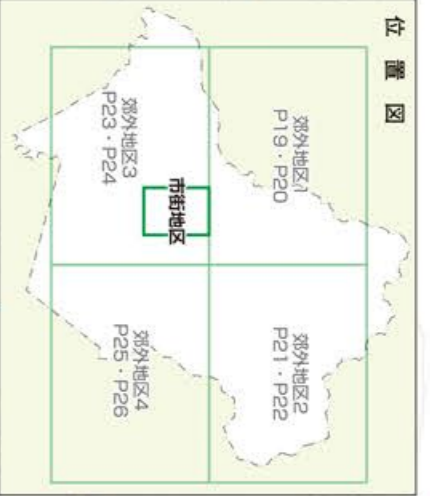 位置図
郊外地区1
P19・P20
郊外地区2
P21・P22
郊外地区3
P23・P24
市街地区
郊外地区4
P25・P26